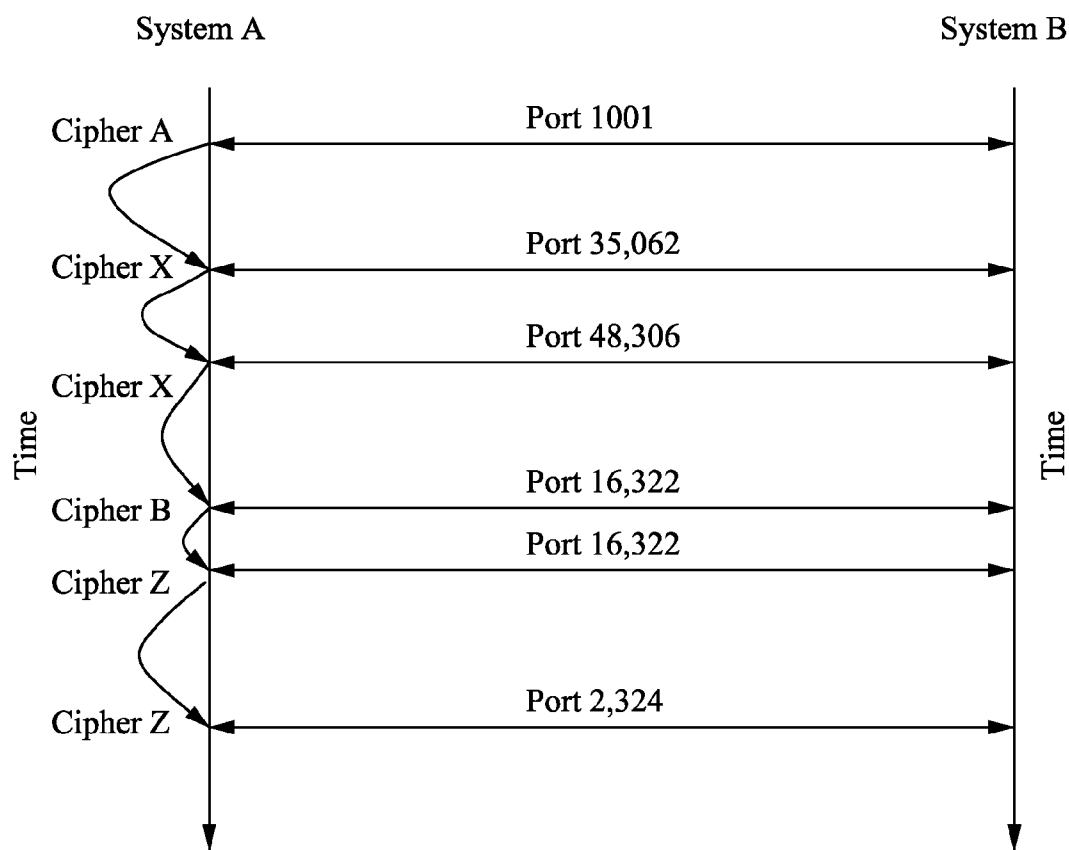 System A
System B
Port 1001
Cipher A
Port 35,062
Cipher X
Port 48,306
Cipher X
Time
Time
Port 16,322
Cipher B
Port 16,322
Cipher Z
Port 2,324
Cipher Z